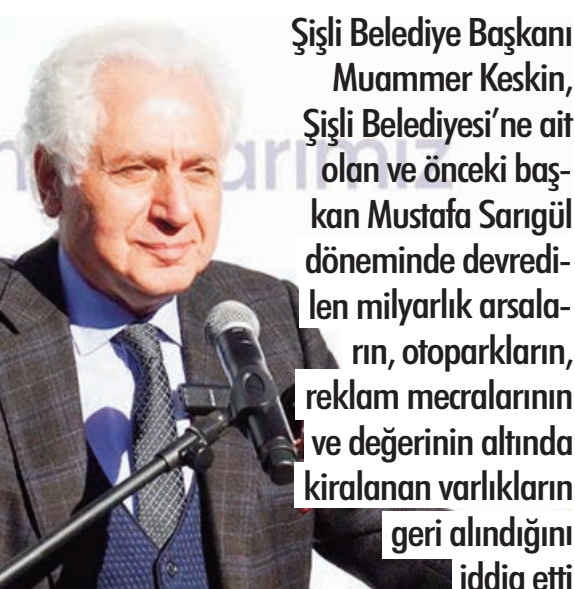 Şişli Belediye Başkanı
Muammer Keskin,
Şişli Belediyesi’ne ait
olan ve önceki baş-
kan Mustafa Sarıgül
döneminde devredi-
len milyarlık arsala-
rın, otoparkların,
reklam mecralarının
ve değerinin altında
kiralanan varlıkların
geri alındığını
iddia etti